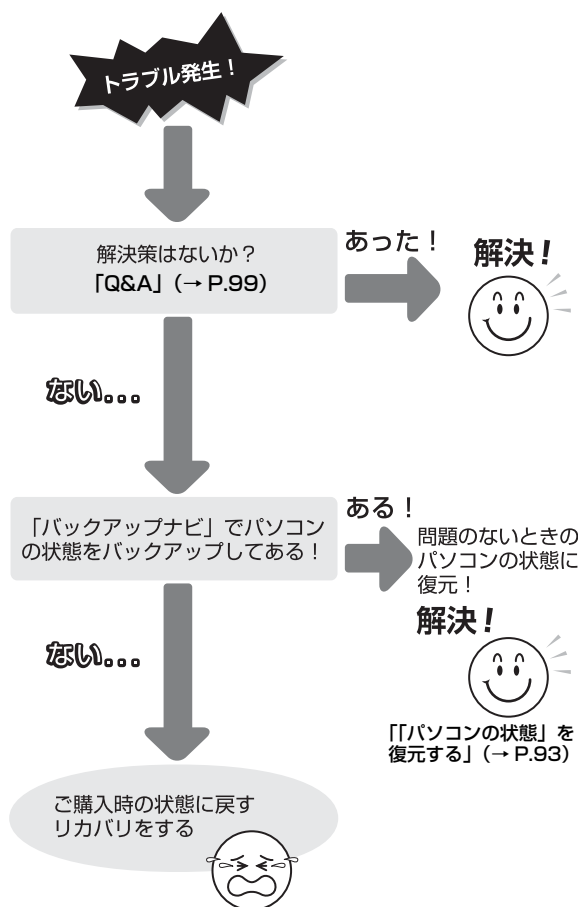 トラブル発生！
解決策はないか？
「Q&A」（→ P.99）
あった！
解決！
ない...
「バックアップナビ」でパソコン
の状態をバックアップしてある！
ある！
問題のないときの
パソコンの状態に
復元！
解決！
「「パソコンの状態」を
復元する」（→ P.93）
ない...
ご購入時の状態に戻す
リカバリをする